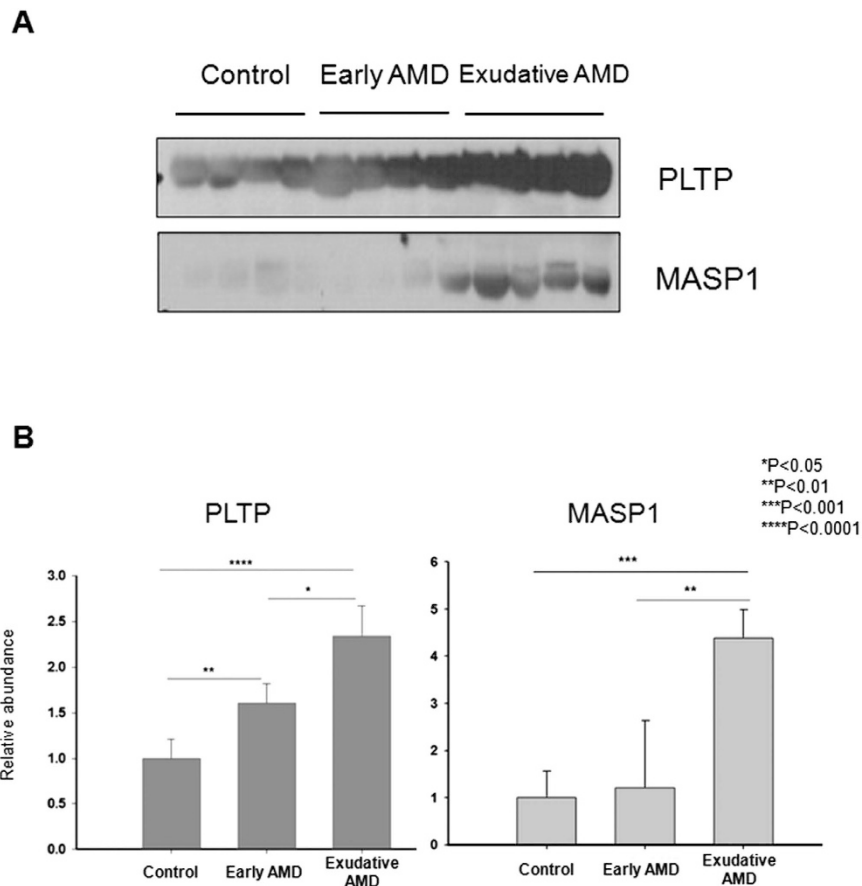 A
Control Early AMD Exudative AMD
PLTP
MASP1
B
*P<0.05
**P<0.01
***P<0.001
****P<0.0001
PLTP
MASP1
Relative abundance
3.0
2.5
2.0
1.5
1.0
0.5
0.0
****
*
**
Control Early AMD Exudative
AMD
6
5
4
3
2
1
0
***
**
Control Early AMD Exudative
AMD